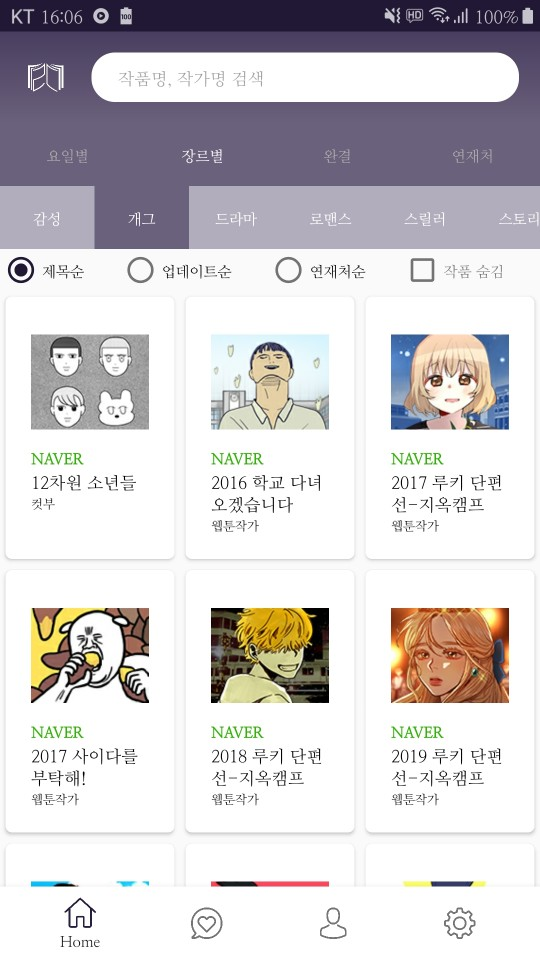 KT 16:06 100 HD 100%
작품명, 작가명 검색
요일별 장르별 완결 연재처
감성 개그 드라마 로맨스 스릴러 스토리
제목순 업데이트순 연재처순 작품 숨김
NAVER
12차원 소년들
컷부
NAVER
2016 학교 다녀
오겠습니다
웹툰작가
NAVER
2017 루키 단편
선-지옥캠프
웹툰작가
NAVER
2017 사이다를
부탁해!
웹툰작가
NAVER
2018 루키 단편
선-지옥캠프
웹툰작가
NAVER
2019 루키 단편
선-지옥캠프
웹툰작가
Home